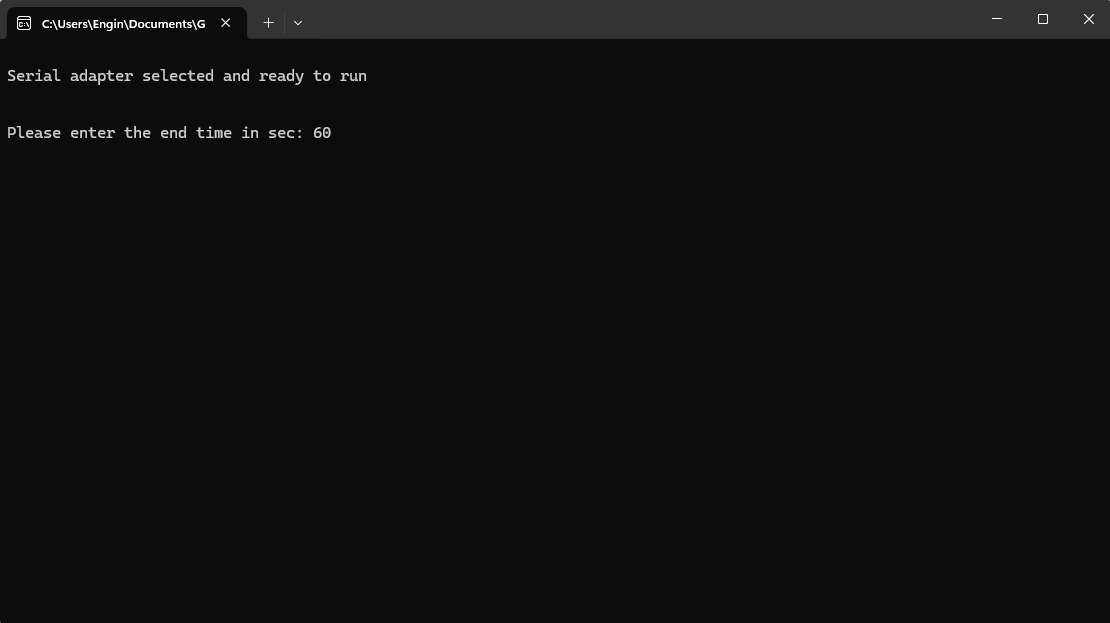 C:\Users\Engin\Documents\G
Serial adapter selected and ready to run
Please enter the end time in sec: 60